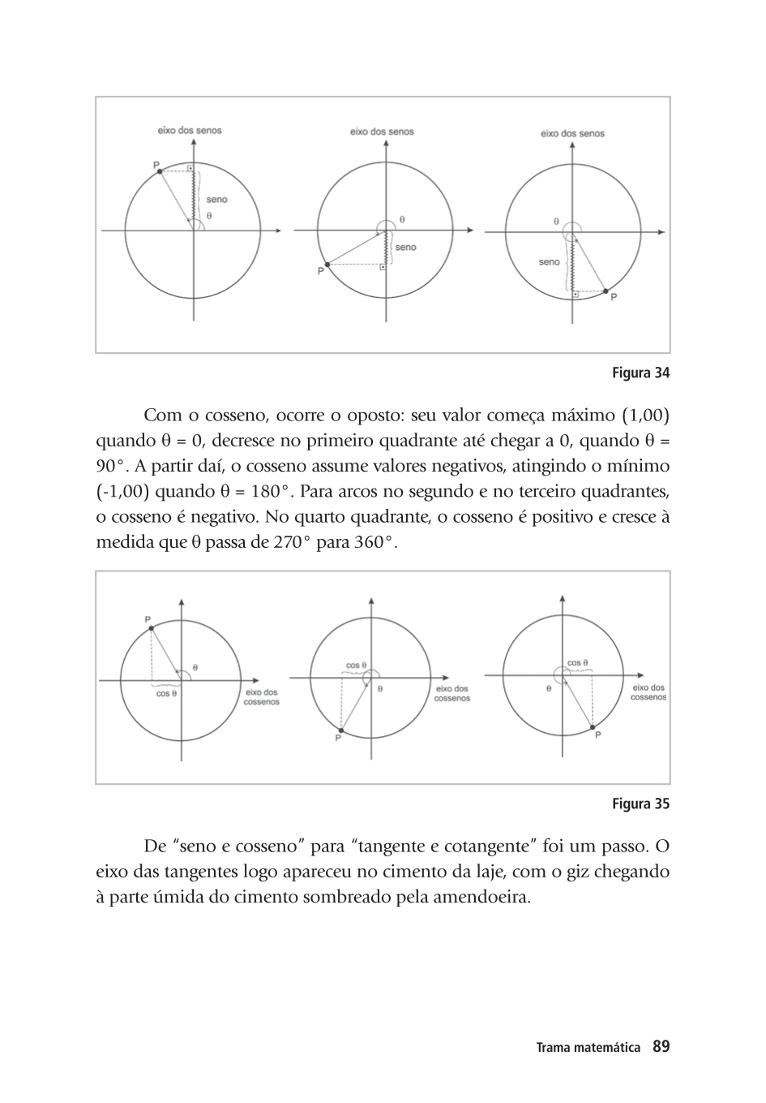 eixo dos senos
P
seno
θ
eixo dos senos
θ
seno
P
eixo dos senos
θ
seno
P
Figura 34
Com o cosseno, ocorre o oposto: seu valor começa máximo (1,00)
quando θ = 0, decresce no primeiro quadrante até chegar a 0, quando θ =
90°. A partir daí, o cosseno assume valores negativos, atingindo o mínimo
(-1,00) quando θ = 180°. Para arcos no segundo e no terceiro quadrantes,
o cosseno é negativo. No quarto quadrante, o cosseno é positivo e cresce à
medida que θ passa de 270° para 360°.
P
θ
cos θ
eixo dos
cossenos
cos θ
θ
eixo dos
cossenos
P
cos θ
θ
eixo dos
cossenos
P
Figura 35
De “seno e cosseno” para “tangente e cotangente” foi um passo. O
eixo das tangentes logo apareceu no cimento da laje, com o giz chegando
à parte úmida do cimento sombreado pela amendoeira.
Trama matemática 89